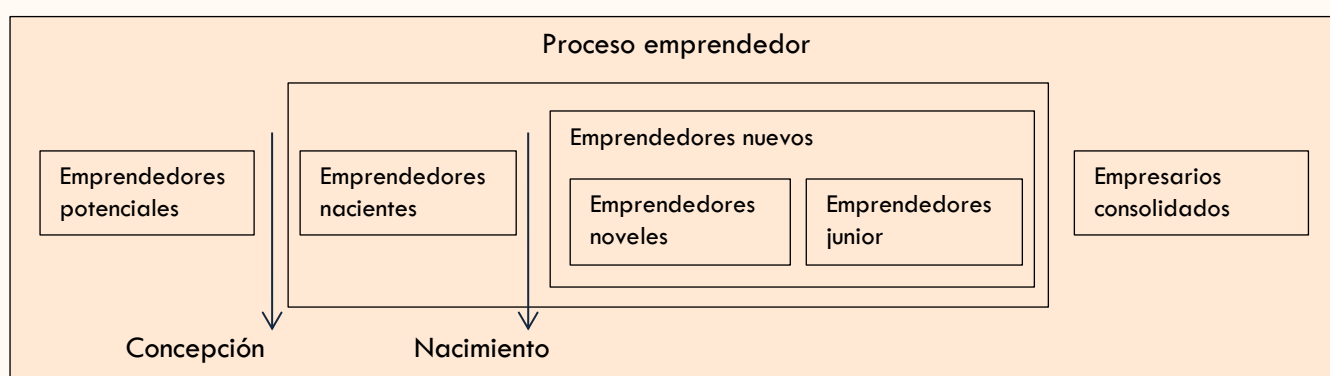 Proceso emprendedor
Emprendedores
potenciales
Emprendedores
nacientes
Emprendedores nuevos
Emprendedores
noveles
Emprendedores
junior
Empresarios
consolidados
Concepción
Nacimiento